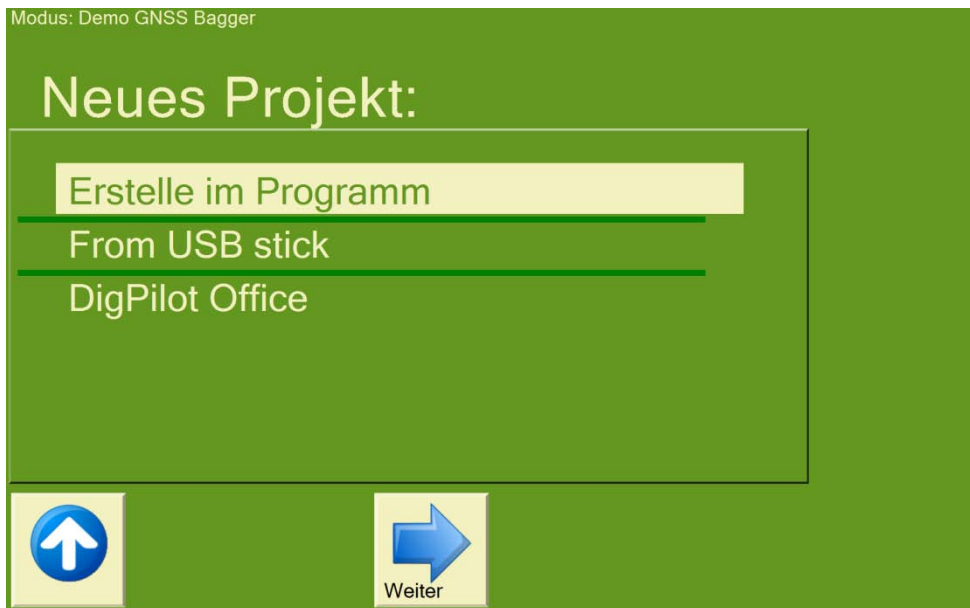 Modus: Demo GNSS Bagger
Neues Projekt:
Erstelle im Programm
From USB stick
DigPilot Office
Weiter